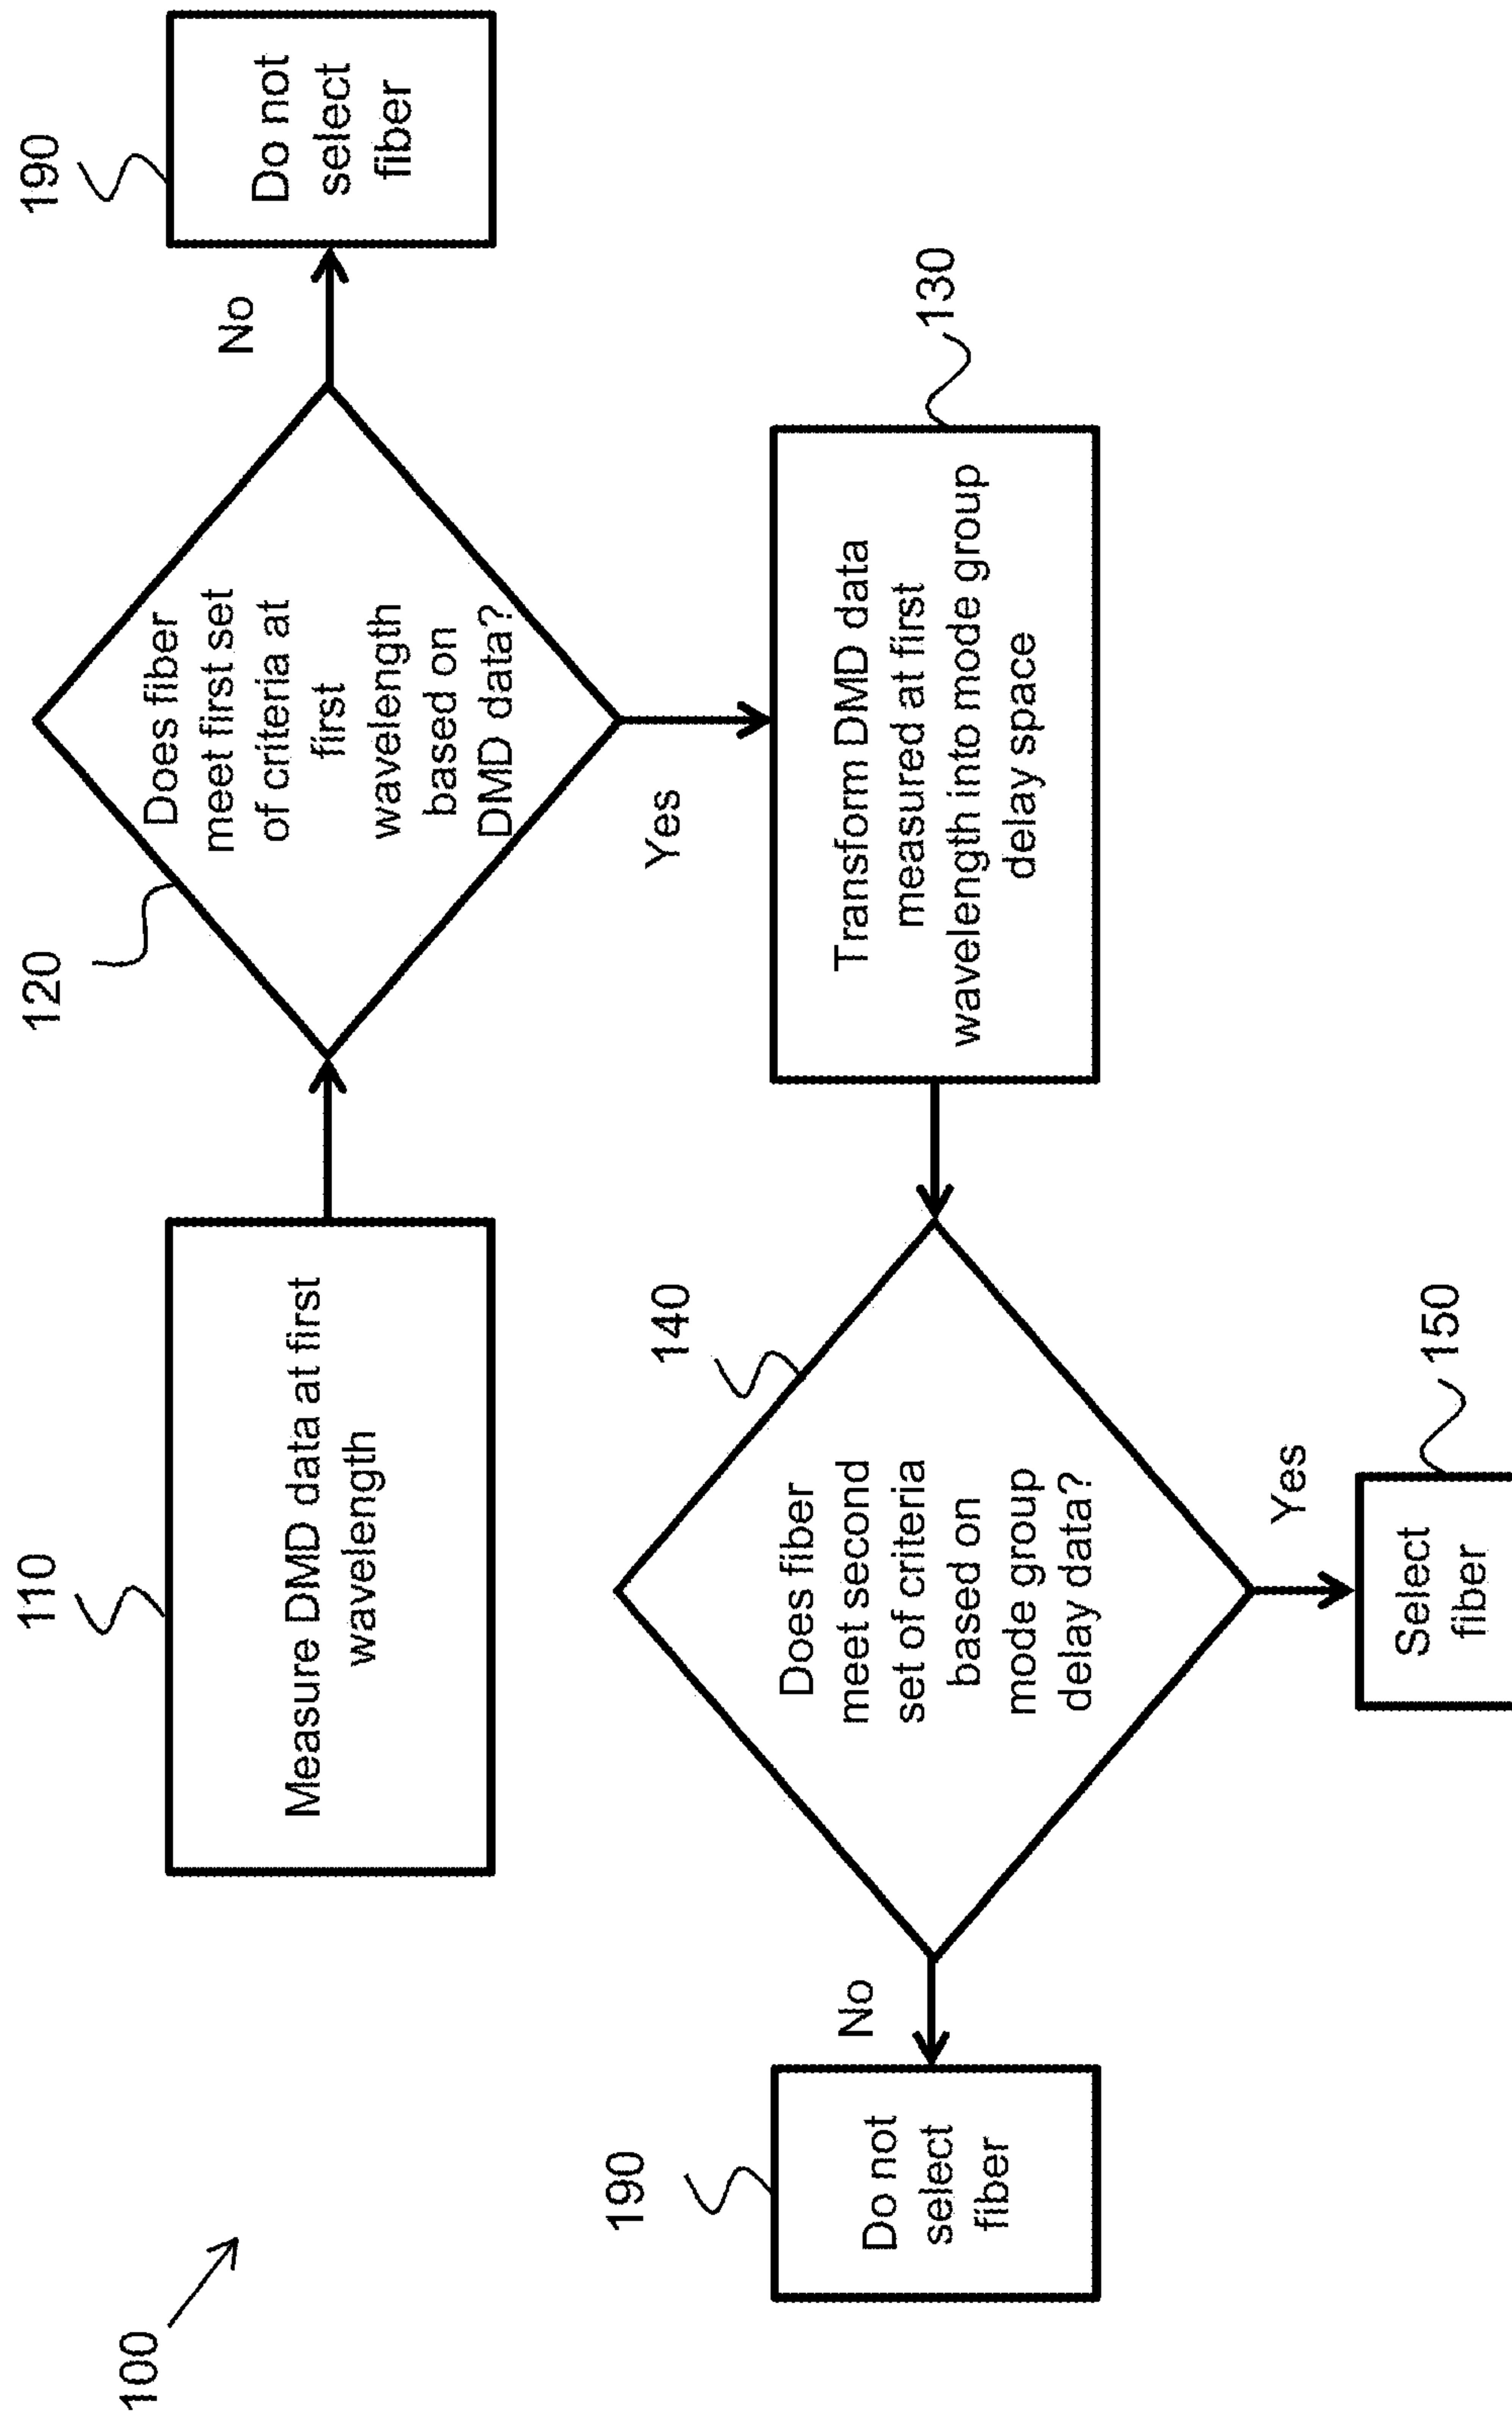 100
110
Measure DMD data at first
wavelength
120
Does fiber
meet first set
of criteria at
first
wavelength
based on
DMD data?
No
190
Do not
select
fiber
Yes
130
Transform DMD data
measured at first
wavelength into mode group
delay space
140
Does fiber
meet second
set of criteria
based on
mode group
delay data?
No
190
Do not
select
fiber
Yes
150
Select
fiber